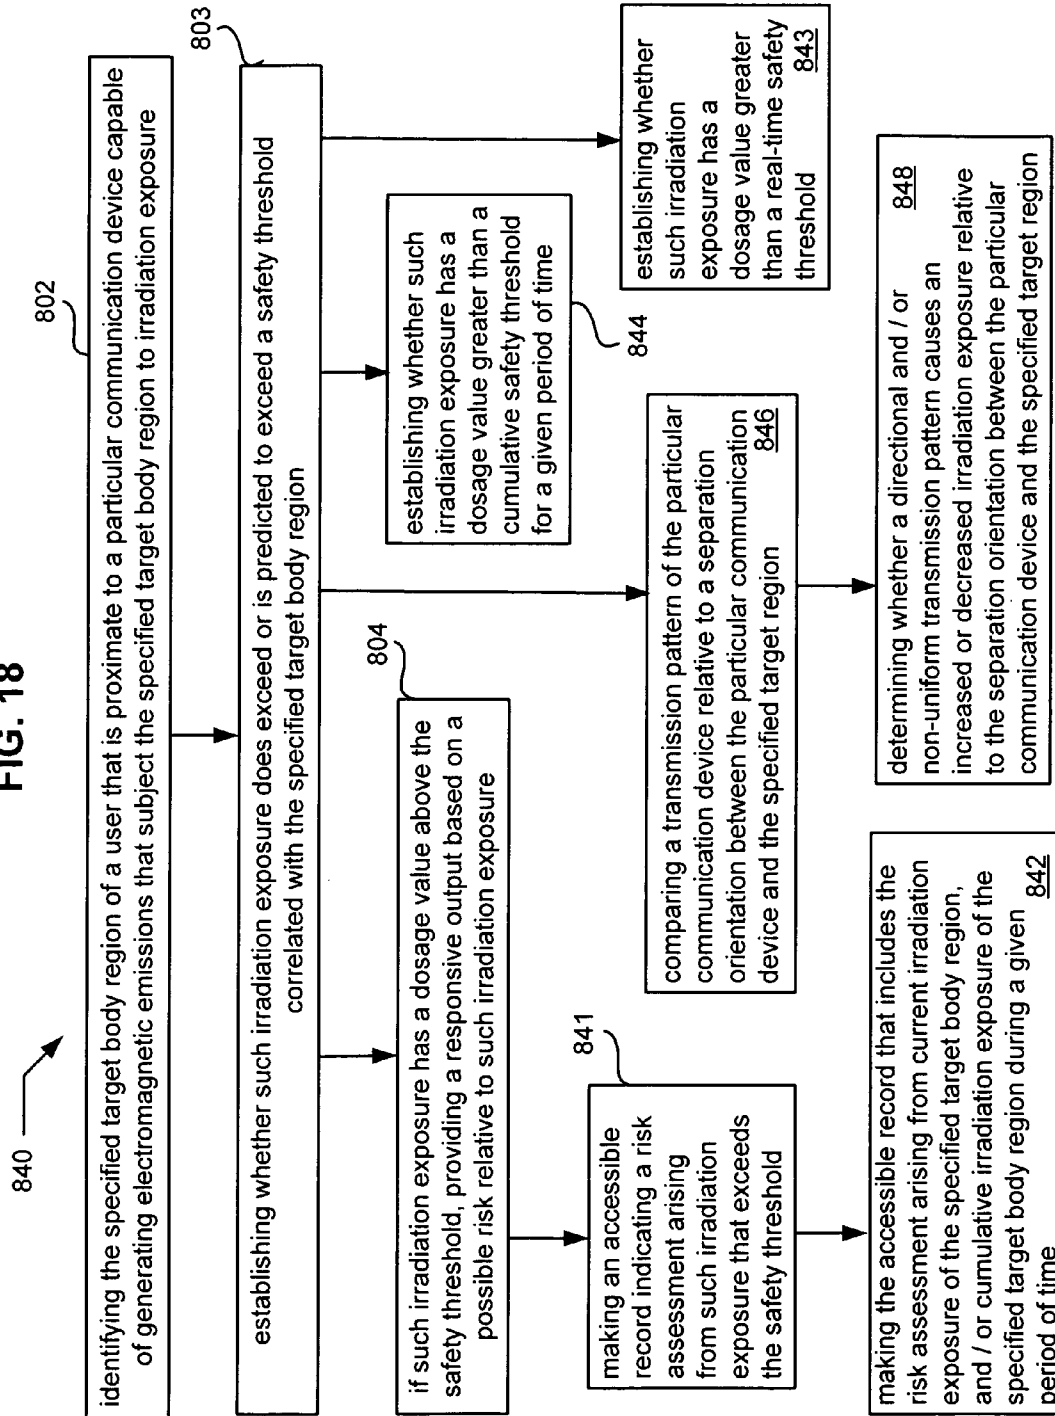 FIG. 18
840
802
identifying the specified target body region of a user that is proximate to a particular communication device capable
of generating electromagnetic emissions that subject the specified target body region to irradiation exposure
803
establishing whether such irradiation exposure does exceed or is predicted to exceed a safety threshold
correlated with the specified target body region
804
if such irradiation exposure has a dosage value above the
safety threshold, providing a responsive output based on a
possible risk relative to such irradiation exposure
841
making an accessible
record indicating a risk
assessment arising
from such irradiation
exposure that exceeds
the safety threshold
making the accessible record that includes the
risk assessment arising from current irradiation
exposure of the specified target body region,
and / or cumulative irradiation exposure of the
specified target body region during a given
period of time
842
establishing whether such
irradiation exposure has a
dosage value greater than a
cumulative safety threshold
for a given period of time
844
establishing whether
such irradiation
exposure has a
dosage value greater
than a real-time safety
threshold
843
comparing a transmission pattern of the particular
communication device relative to a separation
orientation between the particular communication
device and the specified target region
846
determining whether a directional and / or
non-uniform transmission pattern causes an
increased or decreased irradiation exposure relative
to the separation orientation between the particular
communication device and the specified target region
848